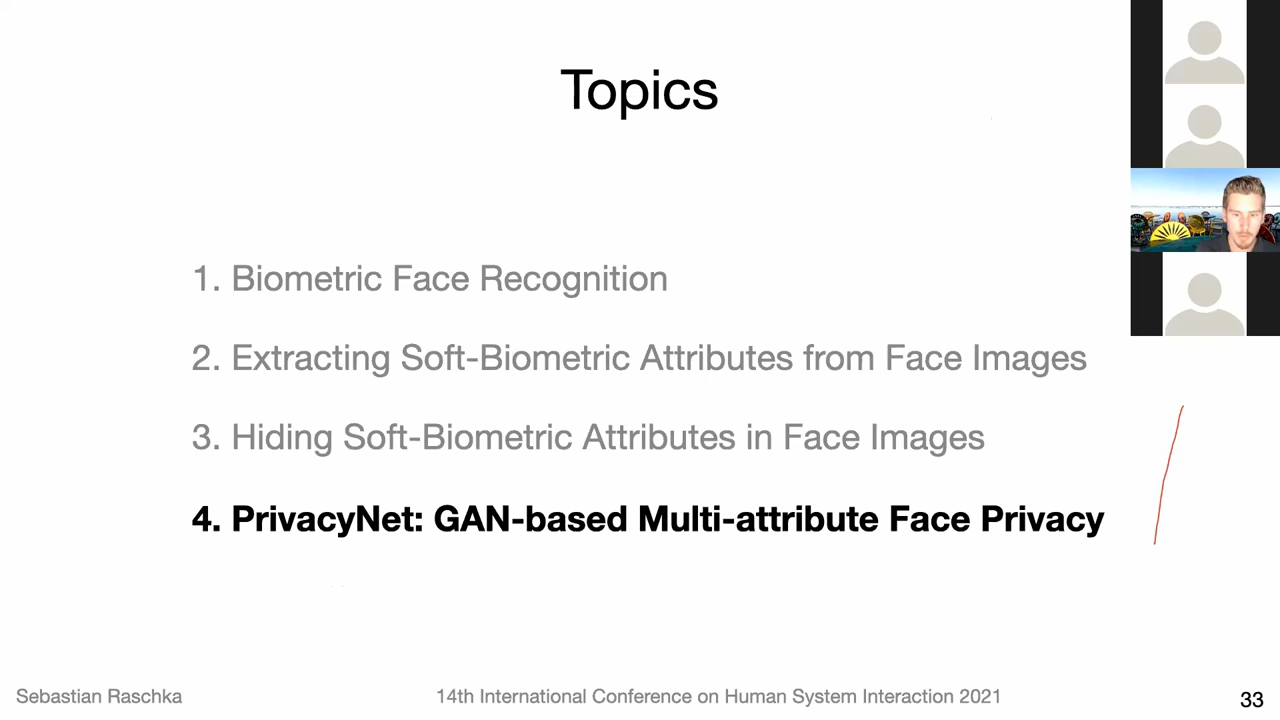 Topics
1. Biometric Face Recognition
2. Extracting Soft-Biometric Attributes from Face Images
3. Hiding Soft-Biometric Attributes in Face Images
4. PrivacyNet: GAN-based Multi-attribute Face Privacy
Sebastian Raschka
14th International Conference on Human System Interaction 2021
33